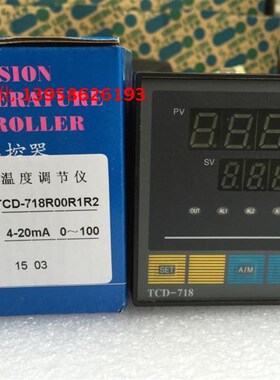 SION
ERATURE
ROLLER
控器
温度调节仪
TCD-718R00R1R2
4-20mA 0～100
15 03
13958626193
PV
SV
OUT AL1 AL2
SET A/M
TCD-718